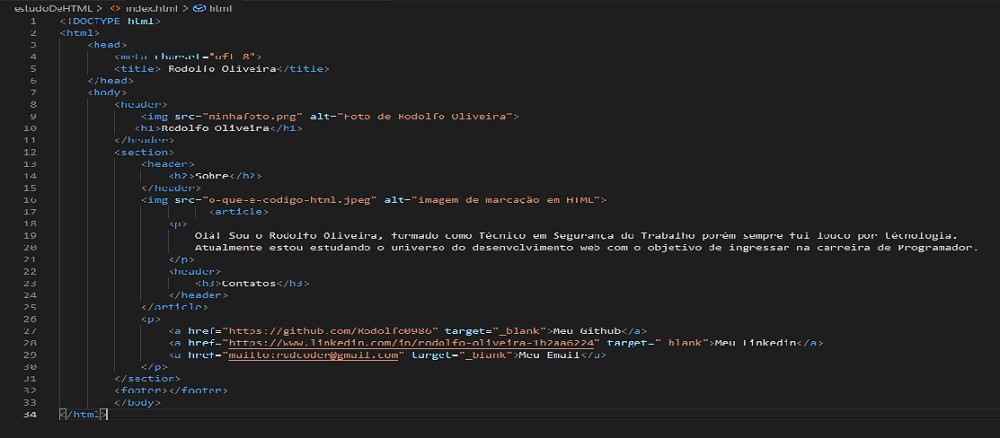 estudoDeHTML > <> index.html > html
1 <!DOCTYPE html>
2 <html>
3 <head>
4 <meta charset="uft-8">
5 <title> Rodolfo Oliveira</title>
6 </head>
7 <body>
8 <header>
9 <img src="minhafoto.png" alt="Foto de Rodolfo Oliveira">
10 <h1>Rodolfo Oliveira</h1>
11 </header>
12 <section>
13 <header>
14 <h2>Sobre</h2>
15 </header>
16 <img src="o-que-e-codigo-html.jpeg" alt="imagem de marcação em HTML">
17 <article>
18 <p>
19 Olá! Sou o Rodolfo Oliveira, formado como Técnico em Segurança do Trabalho porém sempre fui louco por técnologia.
20 Atualmente estou estudando o universo do desenvolvimento web com o objetivo de ingressar na carreira de Programador.
21 </p>
22 <header>
23 <h3>Contatos</h3>
24 </header>
25 </article>
26 <p>
27 <a href="https://github.com/Rodolfo0986" target="_blank">Meu Github</a>
28 <a href="https://www.linkedin.com/in/rodolfo-oliveira-1b2aa6224" target="_blank">Meu Linkedin</a>
29 <a href="mailto:rudcoder@gmail.com" target="_blank">Meu Email</a>
30 </p>
31 </section>
32 <footer></footer>
33 </body>
34 </html>